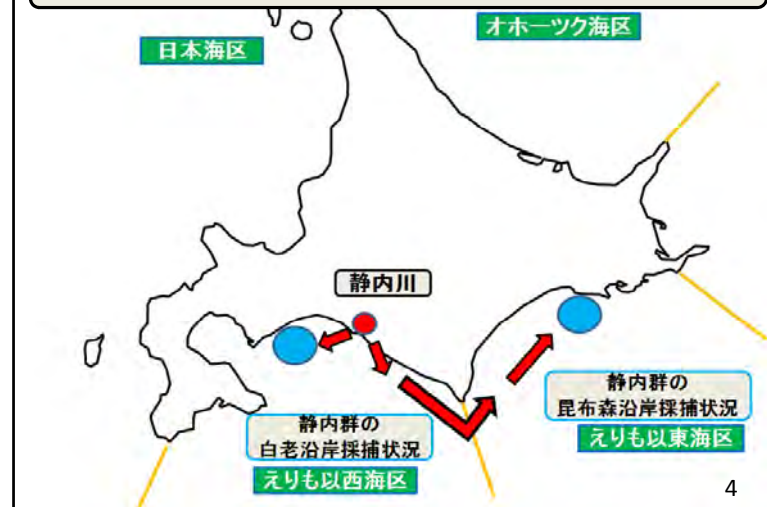 日本海区
オホーツク海区
静内川
静内群の
昆布森沿岸採捕状況
えりも以東海区
静内群の
白老沿岸採捕状況
えりも以西海区
4